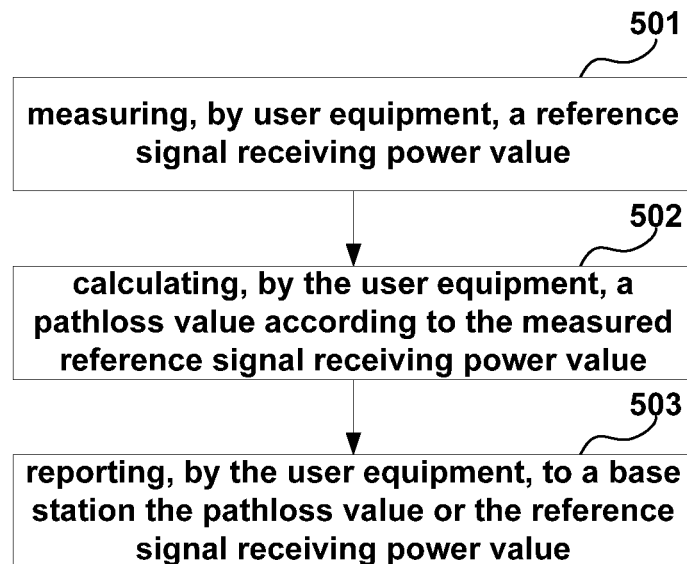 501
measuring, by user equipment, a reference
signal receiving power value
502
calculating, by the user equipment, a
pathloss value according to the measured
reference signal receiving power value
503
reporting, by the user equipment, to a base
station the pathloss value or the reference
signal receiving power value